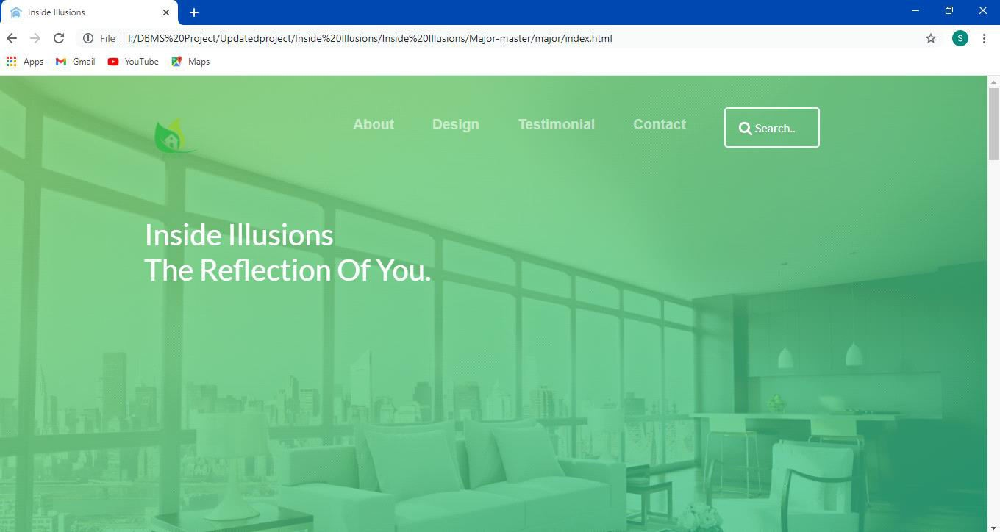 Inside Illusions
File
I:/DBMS%20Project/Updatedproject/Inside%20Illusions/Inside%20Illusions/Major-master/major/index.html
S
Apps Gmail YouTube Maps
About Design Testimonial Contact Search..
Inside Illusions
The Reflection Of You.